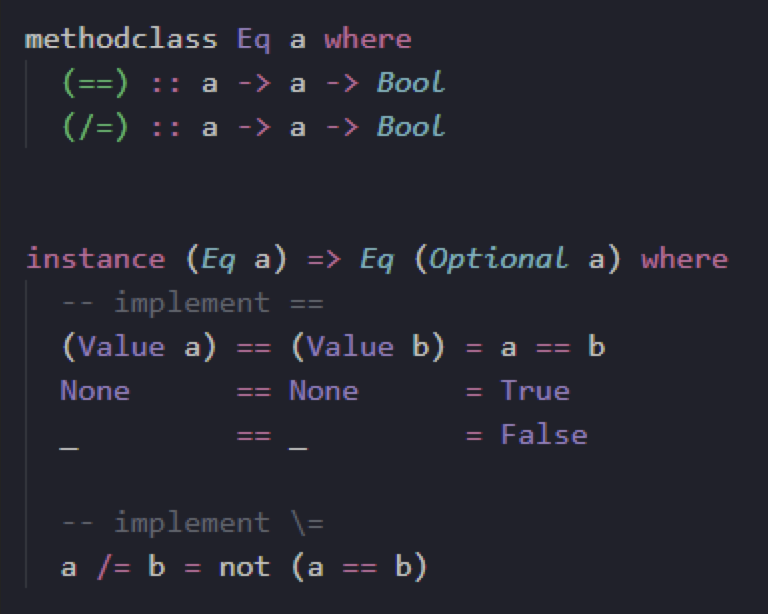 methodclass Eq a where
  (==) :: a -> a -> Bool
  (/=) :: a -> a -> Bool
instance (Eq a) => Eq (Optional a) where
  -- implement ==
  (Value a) == (Value b) = a == b
  None      == None      = True
  _         == _         = False
  -- implement \=
  a /= b = not (a == b)